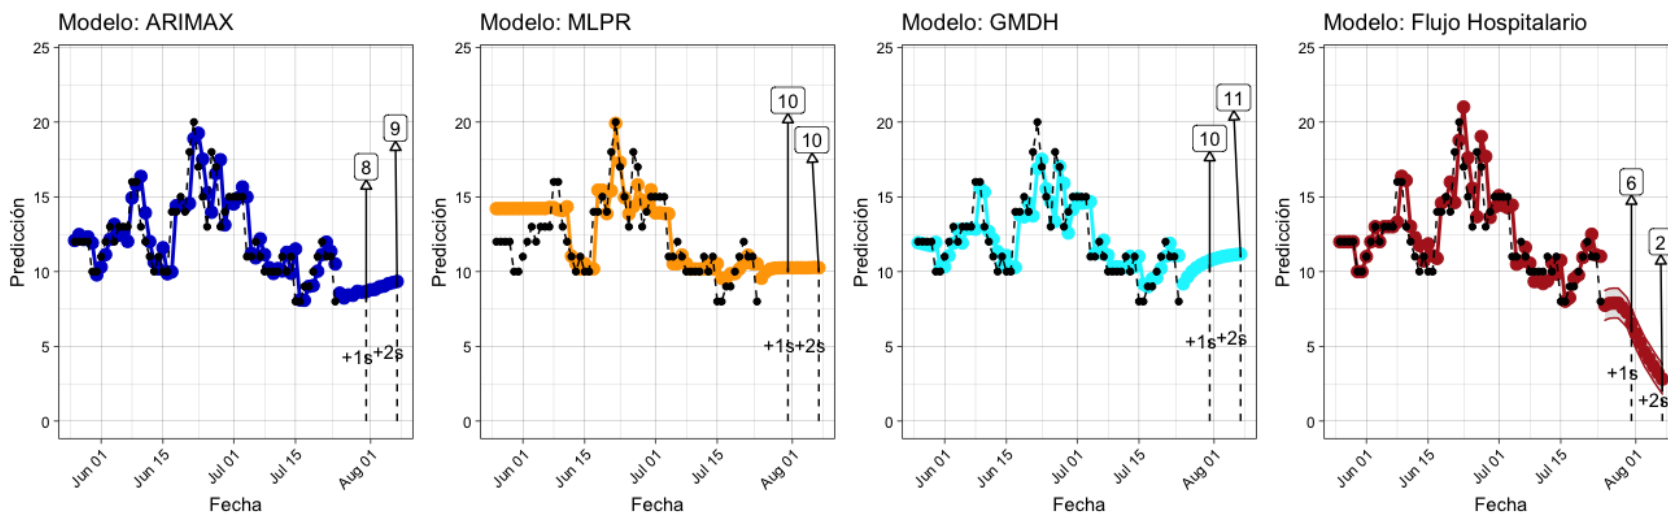 Modelo: ARIMAX
Predicción
25
20
15
10
5
0
8
9
+1s
+2s
Jun 01
Jun 15
Jul 01
Jul 15
Aug 01
Fecha
Modelo: MLPR
Predicción
25
20
15
10
5
0
10
10
+1s
+2s
Jun 01
Jun 15
Jul 01
Jul 15
Aug 01
Fecha
Modelo: GMDH
Predicción
25
20
15
10
5
0
10
11
+1s
+2s
Jun 01
Jun 15
Jul 01
Jul 15
Aug 01
Fecha
Modelo: Flujo Hospitalario
Predicción
25
20
15
10
5
0
6
2
+1s
+2s
Jun 01
Jun 15
Jul 01
Jul 15
Aug 01
Fecha